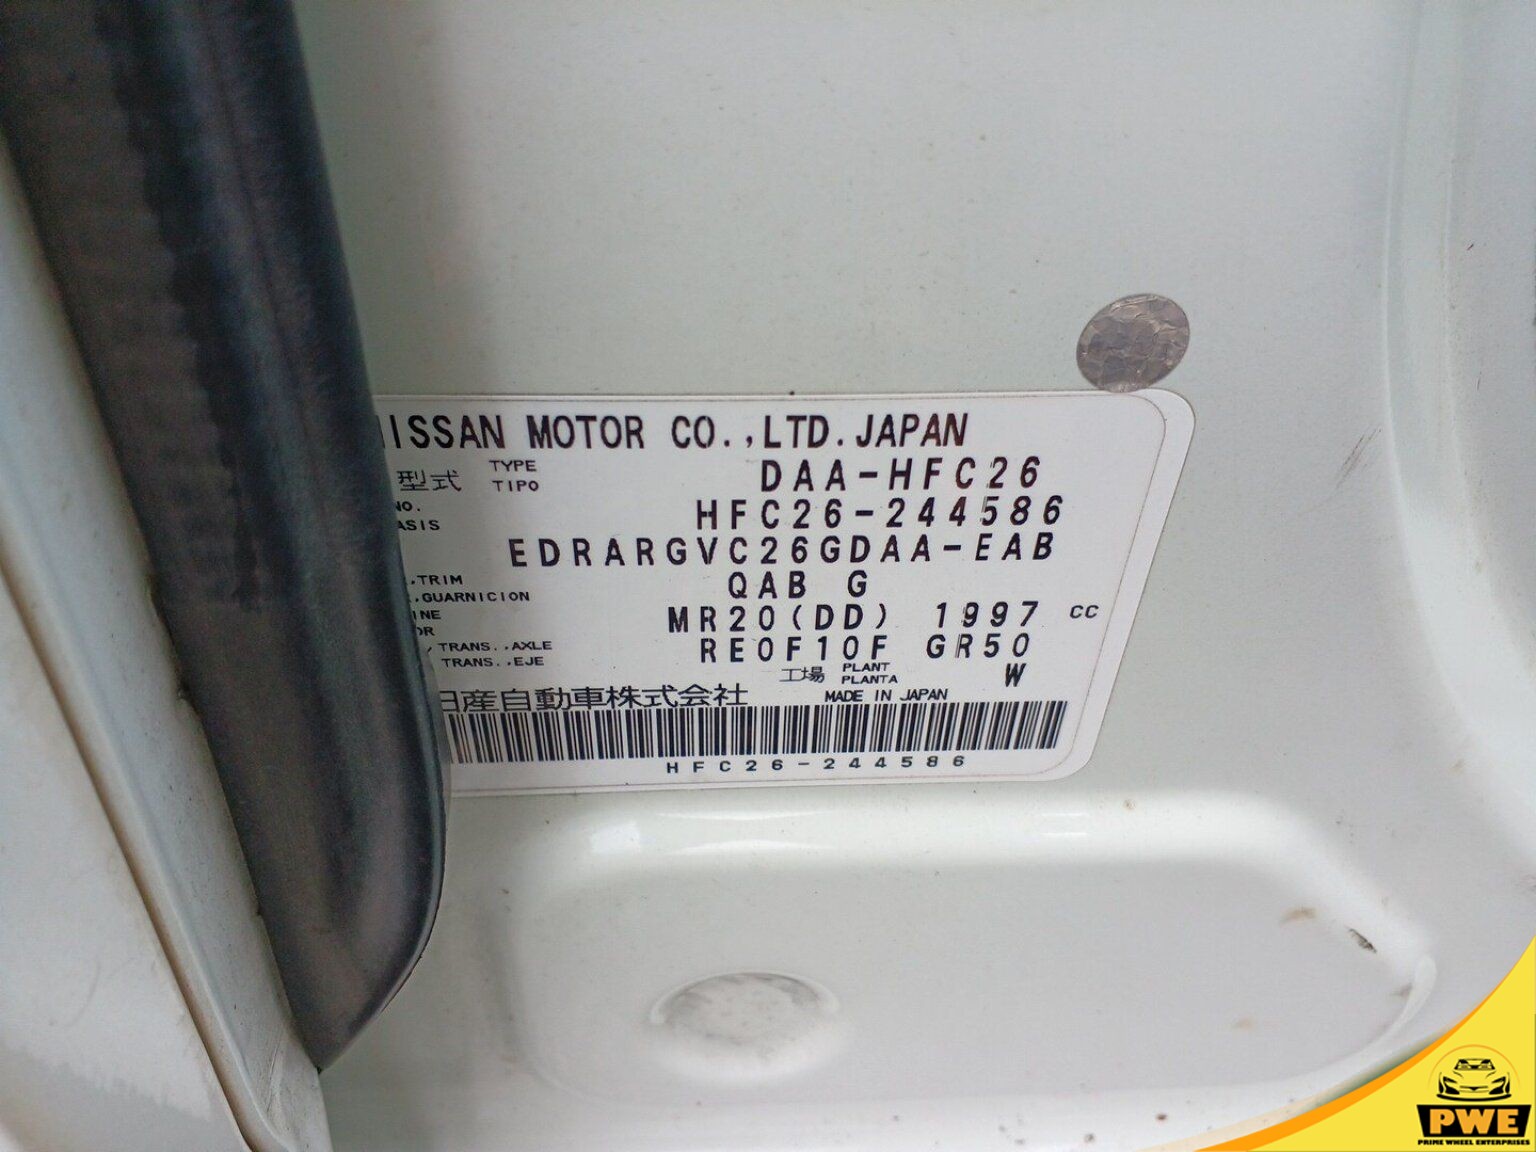 NISSAN MOTOR CO.,LTD.JAPAN
型式 TYPE TIPO DAA-HFC26
NO.
ASIS HFC26-244586
EDRARGVC26GDAA-EAB
.TRIM
.GUARNICION QAB G
INE
OR MR20(DD) 1997 CC
, TRANS..AXLE
TRANS..EJE RE0F10F GR50
工場 PLANT PLANTA W
日産自動車株式会社 MADE IN JAPAN
HFC26-244586
PWE
PRIME WHEEL ENTERPRISES